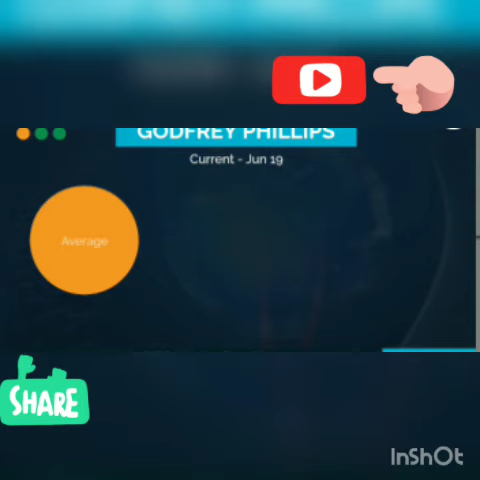 GODFREY PHILLIPS
Current - Jun 19
Average
SHARE
InShOt